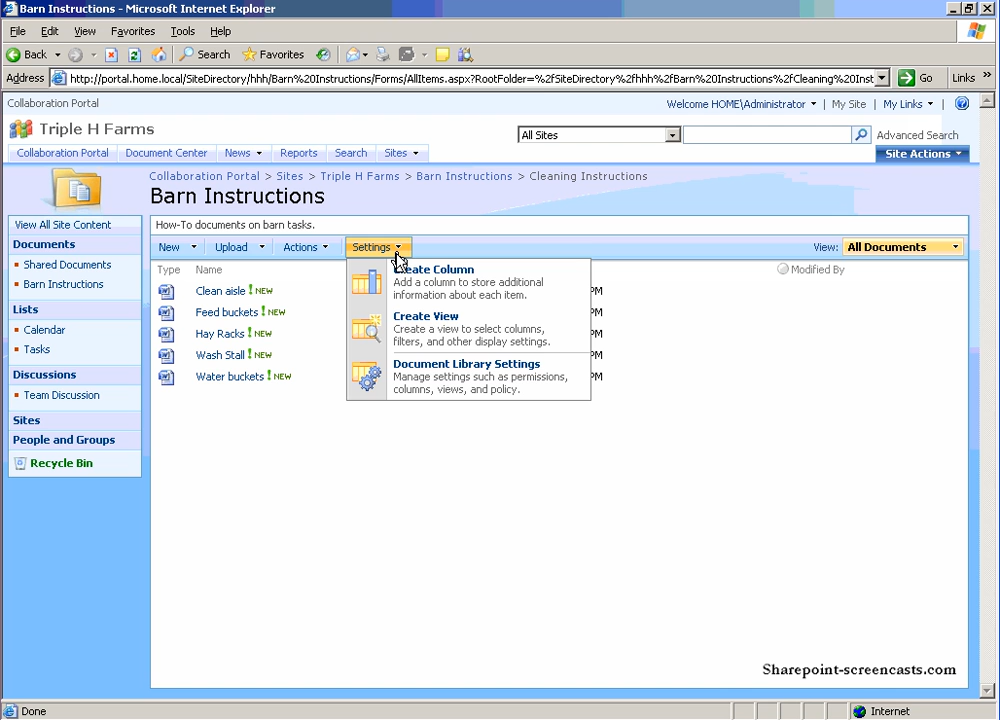 Barn Instructions - Microsoft Internet Explorer
File Edit View Favorites Tools Help
Back Search Favorites
Address http://portal.home.local/SiteDirectory/hhh/Barn%20Instructions/Forms/AllItems.aspx?RootFolder=%2fSiteDirectory%2fhhh%2fBarn%20Instructions%2fCleaning%20Inst Go Links »
Collaboration Portal Welcome HOME\Administrator My Site My Links
Triple H Farms All Sites Advanced Search
Collaboration Portal Document Center News Reports Search Sites Site Actions
Collaboration Portal > Sites > Triple H Farms > Barn Instructions > Cleaning Instructions
Barn Instructions
View All Site Content
Documents
Shared Documents
Barn Instructions
Lists
Calendar
Tasks
Discussions
Team Discussion
Sites
People and Groups
Recycle Bin
How-To documents on barn tasks.
New Upload Actions Settings View: All Documents
Type Name Modified By
Clean aisle ! NEW PM
Feed buckets ! NEW PM
Hay Racks ! NEW PM
Wash Stall ! NEW PM
Water buckets ! NEW PM
Create Column
Add a column to store additional
information about each item.
Create View
Create a view to select columns,
filters, and other display settings.
Document Library Settings
Manage settings such as permissions,
columns, views, and policy.
Sharepoint-screencasts.com
Done Internet